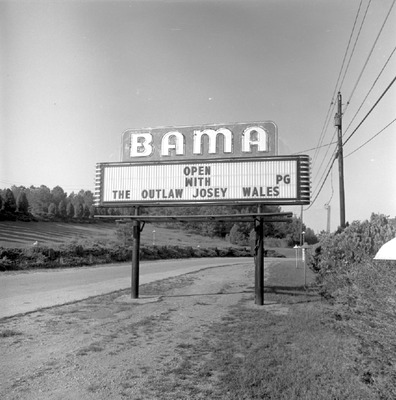 BAMA
OPEN
WITH PG
THE OUTLAW JOSEY WALES